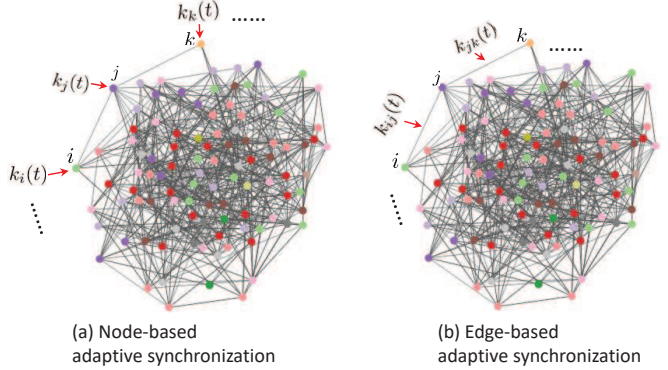 k_k(t) ......
k
k_j(t) j
k_i(t) i
......
(a) Node-based
adaptive synchronization
k_{jk}(t) k ......
j
k_{ij}(t)
i
......
(b) Edge-based
adaptive synchronization